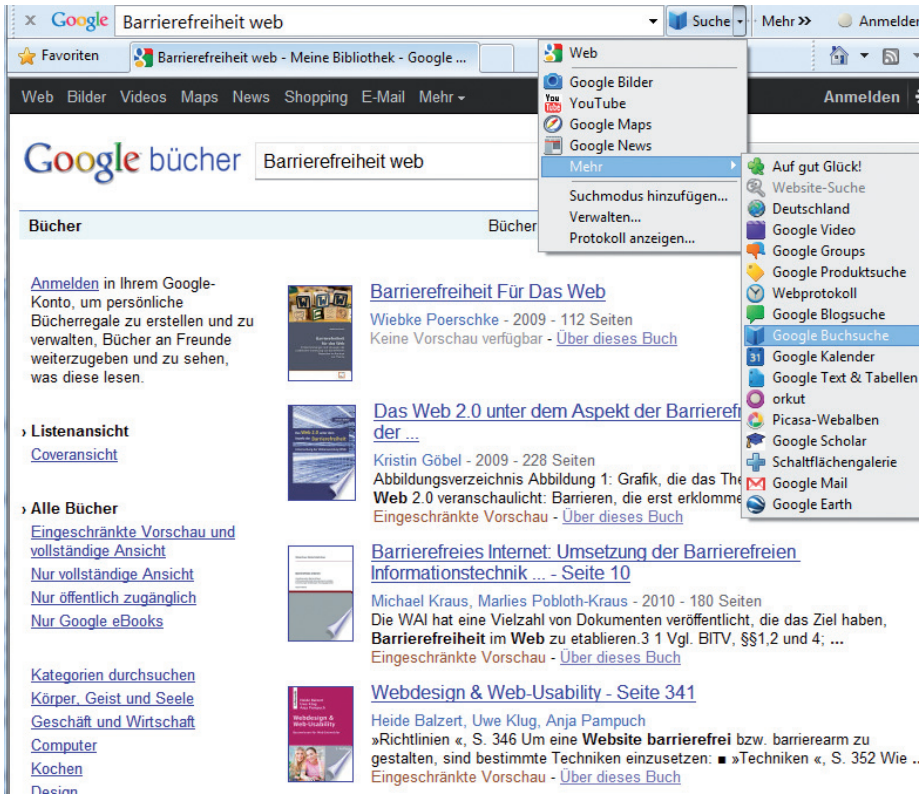 × Google Barrierefreiheit web Suche Mehr >> Anmelden
Favoriten Barrierefreiheit web - Meine Bibliothek - Google ...
Web Bilder Videos Maps News Shopping E-Mail Mehr Anmelden
Google bücher Barrierefreiheit web
Bücher Bücher
Web
Google Bilder
YouTube
Google Maps
Google News
Mehr
Suchmodus hinzufügen...
Verwalten...
Protokoll anzeigen...
Auf gut Glück!
Website-Suche
Deutschland
Google Video
Google Groups
Google Produktsuche
Webprotokoll
Google Blogsuche
Google Buchsuche
31 Google Kalender
Google Text & Tabellen
orkut
Picasa-Webalben
Google Scholar
Schaltflächengalerie
Google Mail
Google Earth
Anmelden in Ihrem Google-
Konto, um persönliche
Bücherregale zu erstellen und zu
verwalten, Bücher an Freunde
weiterzugeben und zu sehen,
was diese lesen.
› Listenansicht
Coveransicht
› Alle Bücher
Eingeschränkte Vorschau und
vollständige Ansicht
Nur vollständige Ansicht
Nur öffentlich zugänglich
Nur Google eBooks
Kategorien durchsuchen
Körper, Geist und Seele
Geschäft und Wirtschaft
Computer
Kochen
Design
Barrierefreiheit Für Das Web
Wiebke Poerschke - 2009 - 112 Seiten
Keine Vorschau verfügbar - Über dieses Buch
Das Web 2.0 unter dem Aspekt der Barrierefr
der ...
Kristin Göbel - 2009 - 228 Seiten
Abbildungsverzeichnis Abbildung 1: Grafik, die das The
Web 2.0 veranschaulicht: Barrieren, die erst erklomme
Eingeschränkte Vorschau - Über dieses Buch
Barrierefreies Internet: Umsetzung der Barrierefreien
Informationstechnik ... - Seite 10
Michael Kraus, Marlies Pobloth-Kraus - 2010 - 180 Seiten
Die WAI hat eine Vielzahl von Dokumenten veröffentlicht, die das Ziel haben,
Barrierefreiheit im Web zu etablieren.3 1 Vgl. BITV, §§1,2 und 4; ...
Eingeschränkte Vorschau - Über dieses Buch
Webdesign & Web-Usability - Seite 341
Heide Balzert, Uwe Klug, Anja Pampuch
»Richtlinien «, S. 346 Um eine Website barrierefrei bzw. barrierearm zu
gestalten, sind bestimmte Techniken einzusetzen: ■ »Techniken «, S. 352 Wie ..
Eingeschränkte Vorschau - Über dieses Buch
Webdesign &
Web-Usability